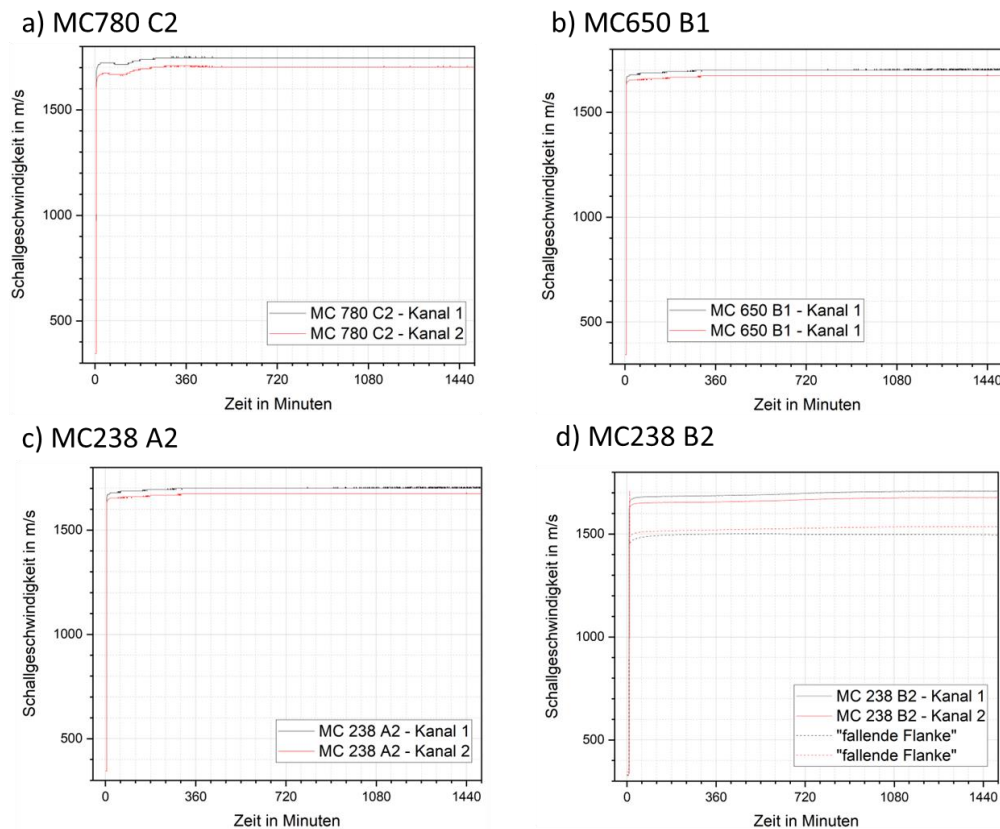 a) MC780 C2
b) MC650 B1
Schallgeschwindigkeit in m/s
1500
1000
500
MC 780 C2 - Kanal 1
MC 780 C2 - Kanal 2
0 360 720 1080 1440
Zeit in Minuten
Schallgeschwindigkeit in m/s
1500
1000
500
MC 650 B1 - Kanal 1
MC 650 B1 - Kanal 1
0 360 720 1080 1440
Zeit in Minuten
c) MC238 A2
d) MC238 B2
Schallgeschwindigkeit in m/s
1500
1000
500
MC 238 A2 - Kanal 1
MC 238 A2 - Kanal 2
0 360 720 1080 1440
Zeit in Minuten
Schallgeschwindigkeit in m/s
1500
1000
500
MC 238 B2 - Kanal 1
MC 238 B2 - Kanal 2
"fallende Flanke"
"fallende Flanke"
0 360 720 1080 1440
Zeit in Minuten